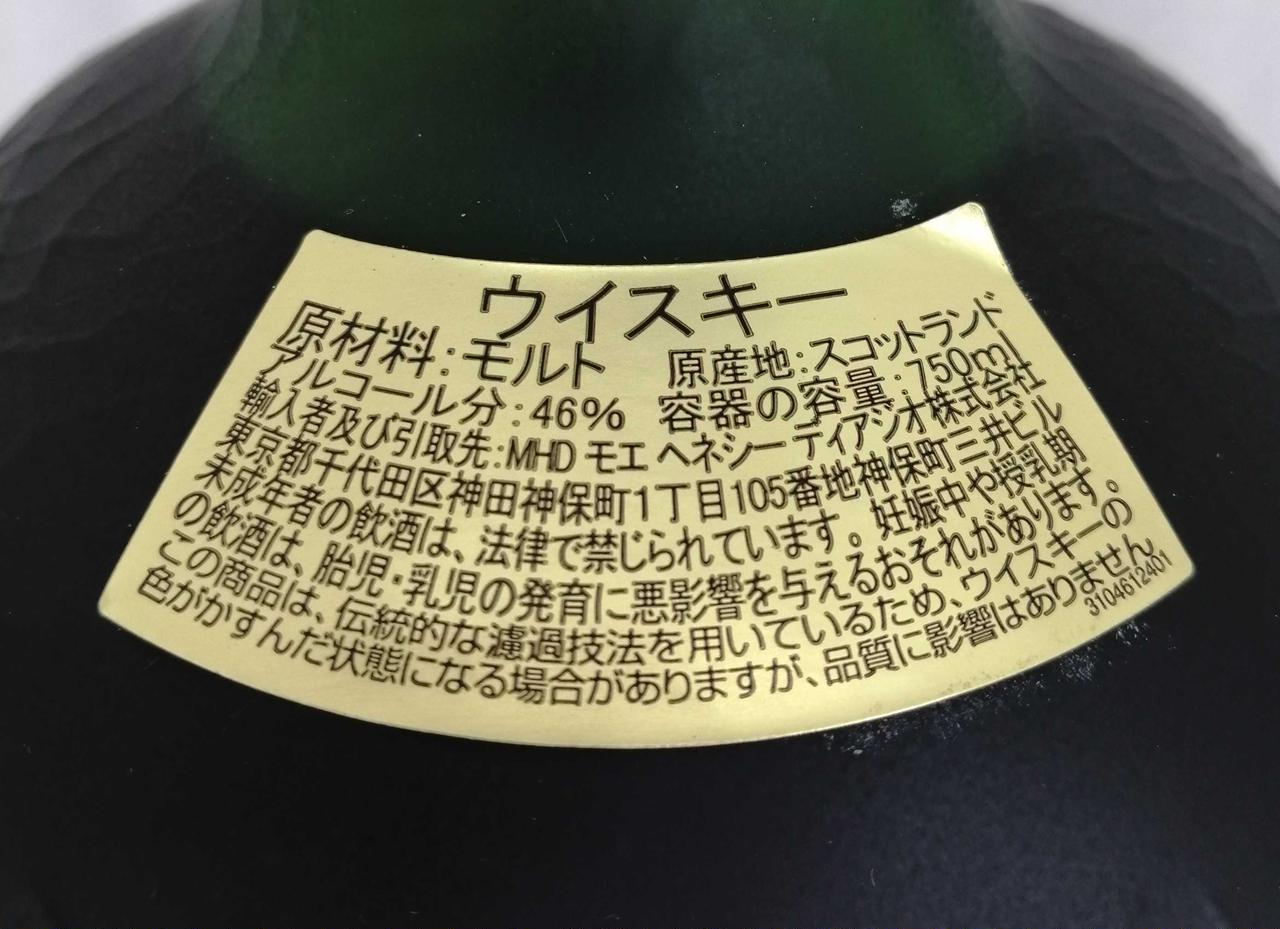 ウイスキー
原材料:モルト 原産地:スコットランド
アルコール分:46% 容器の容量:750ml
輸入者及び引取先:MHD モエ ヘネシー ディアジオ株式会社
東京都千代田区神田神保町1丁目105番地神保町三井ビル
未成年者の飲酒は、法律で禁じられています。妊娠中や授乳期
の飲酒は、胎児・乳児の発育に悪影響を与えるおそれがあります。
この商品は、伝統的な濾過技法を用いているため、ウイスキーの
色がかすんだ状態になる場合がありますが、品質に影響はありません
3104612401